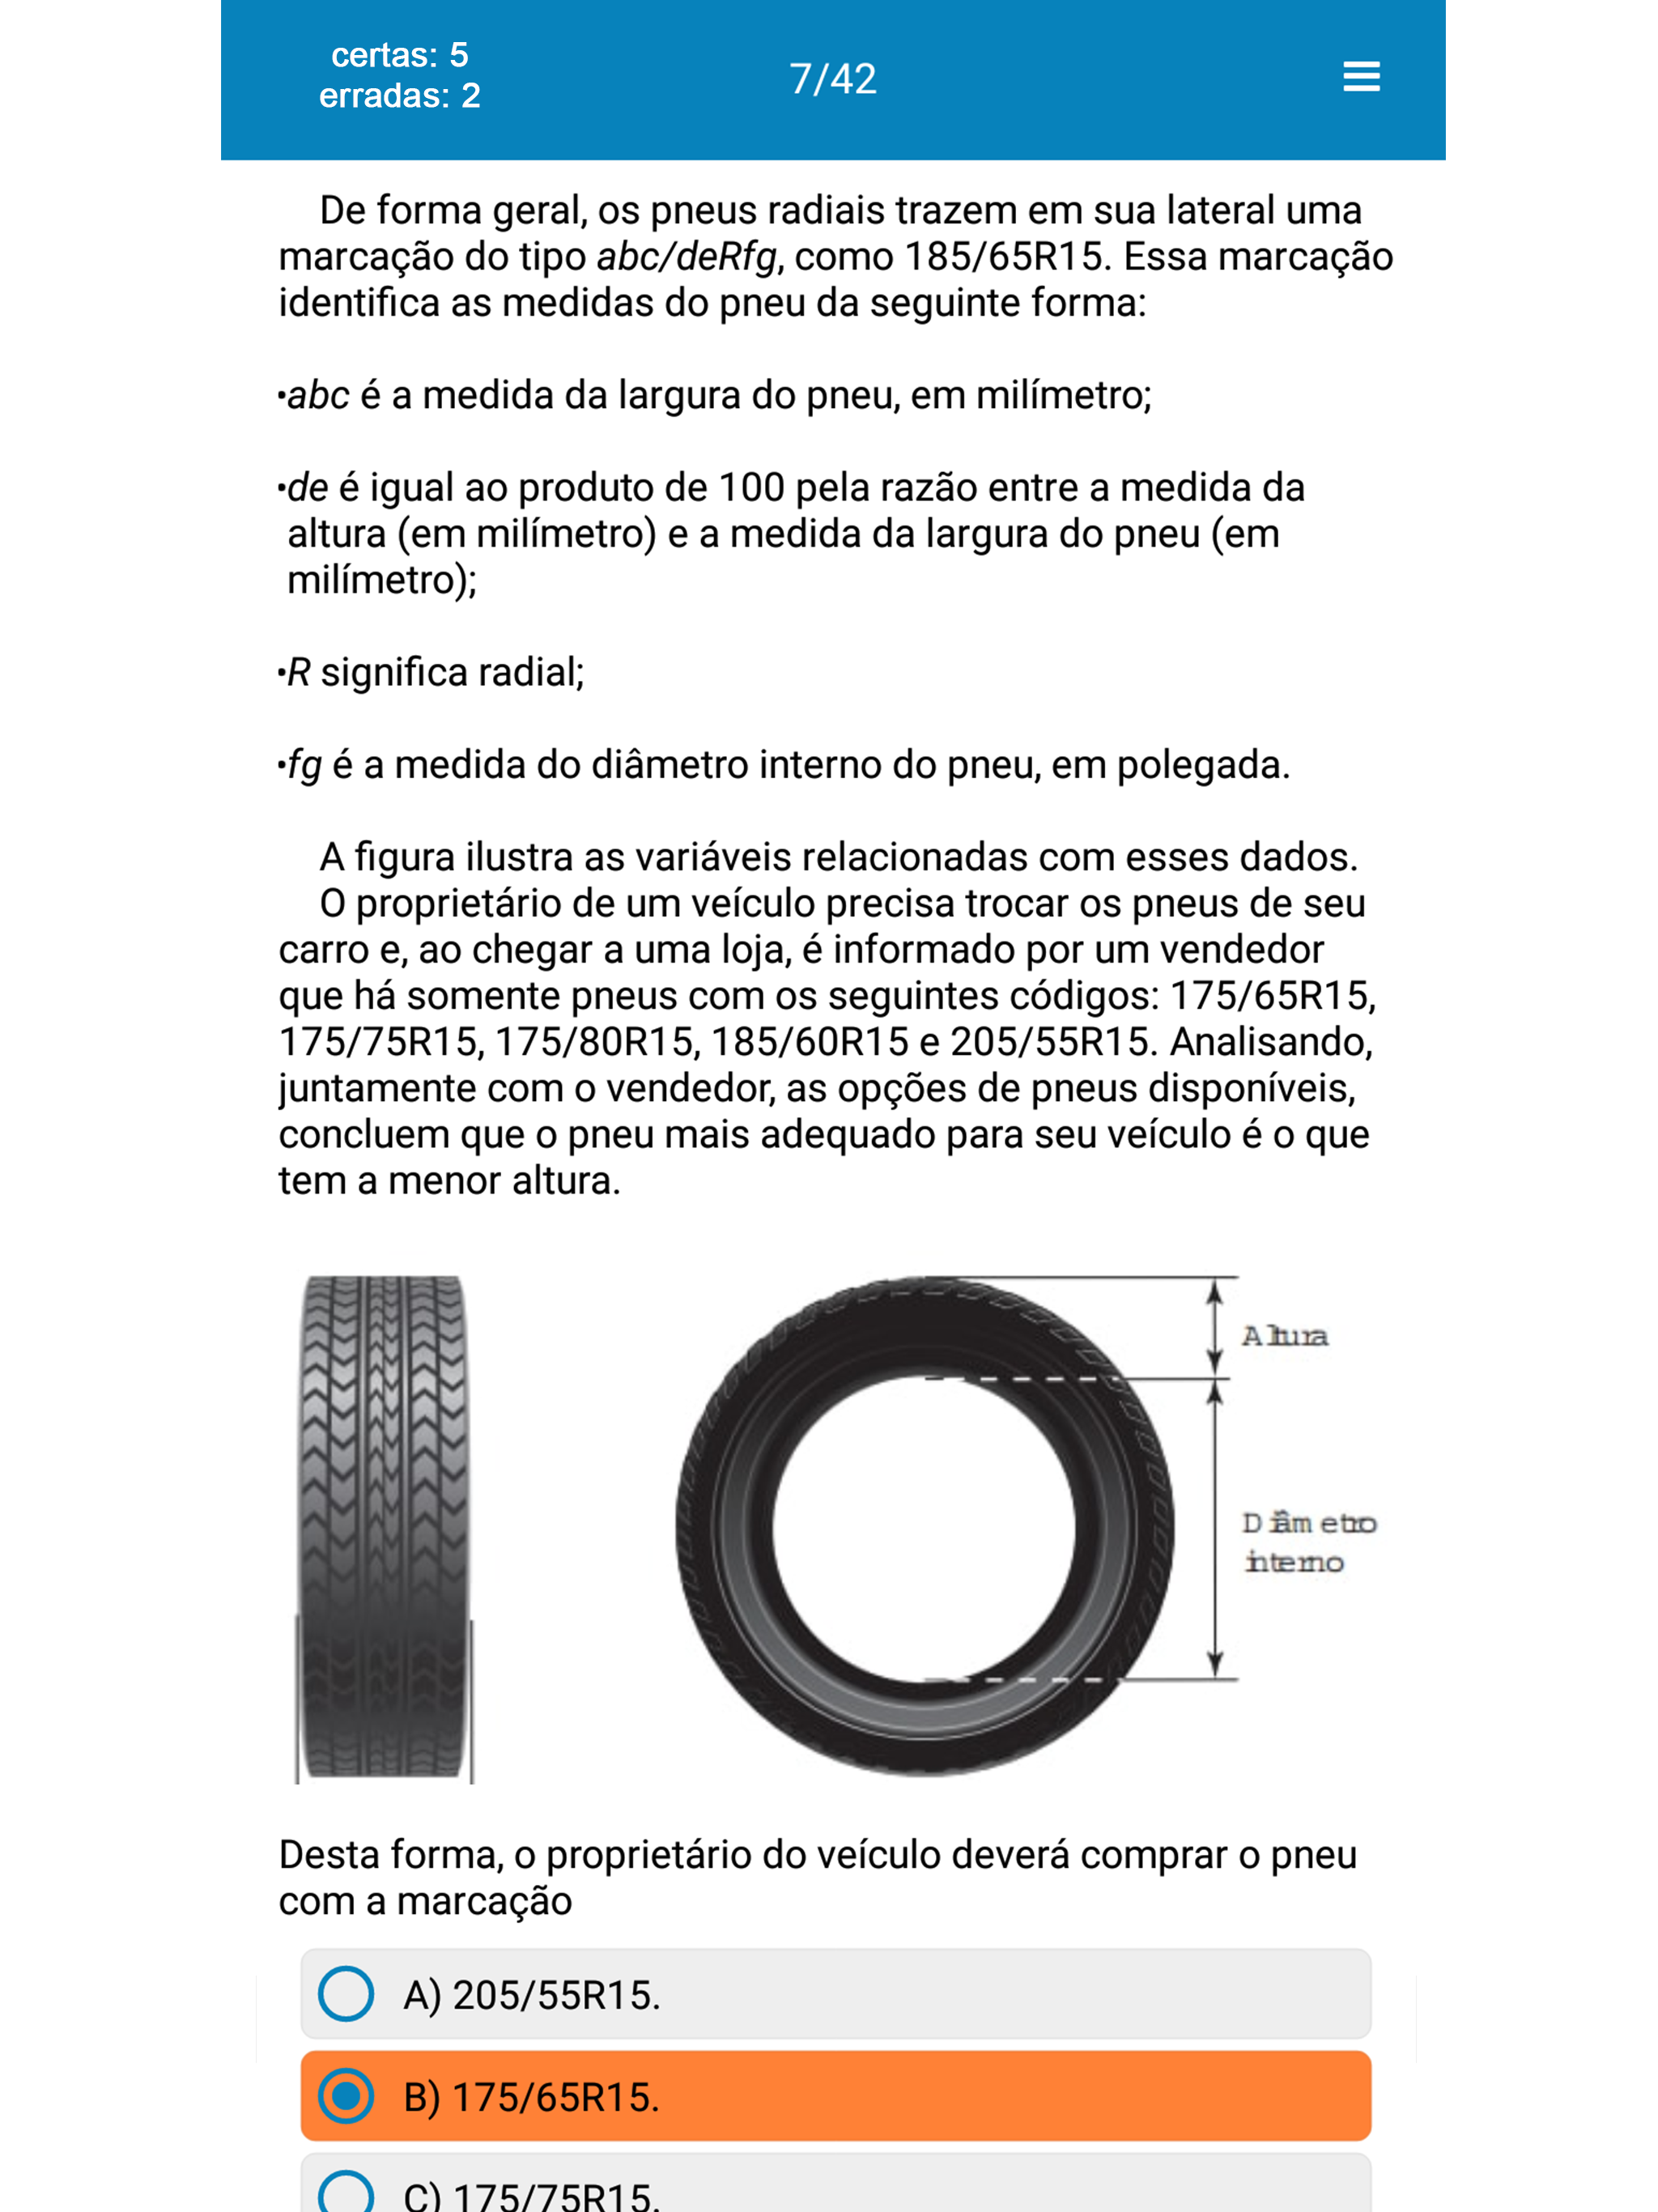 certas: 5
erradas: 2
7/42
De forma geral, os pneus radiais trazem em sua lateral uma
marcação do tipo abc/deRfg, como 185/65R15. Essa marcação
identifica as medidas do pneu da seguinte forma:
•abc é a medida da largura do pneu, em milímetro;
•de é igual ao produto de 100 pela razão entre a medida da
altura (em milímetro) e a medida da largura do pneu (em
milímetro);
•R significa radial;
•fg é a medida do diâmetro interno do pneu, em polegada.
A figura ilustra as variáveis relacionadas com esses dados.
O proprietário de um veículo precisa trocar os pneus de seu
carro e, ao chegar a uma loja, é informado por um vendedor
que há somente pneus com os seguintes códigos: 175/65R15,
175/75R15, 175/80R15, 185/60R15 e 205/55R15. Analisando,
juntamente com o vendedor, as opções de pneus disponíveis,
concluem que o pneu mais adequado para seu veículo é o que
tem a menor altura.
Altura
Diâmetro
interno
Desta forma, o proprietário do veículo deverá comprar o pneu
com a marcação
A) 205/55R15.
B) 175/65R15.
C) 175/75R15.